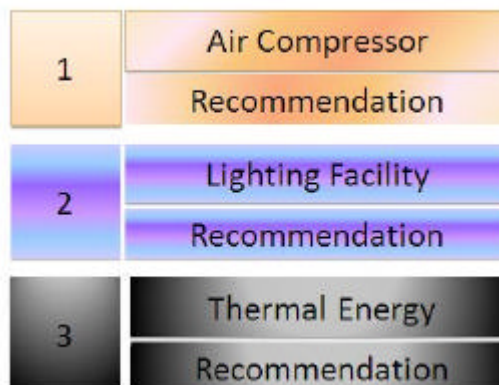 1
Air Compressor
Recommendation
2
Lighting Facility
Recommendation
3
Thermal Energy
Recommendation